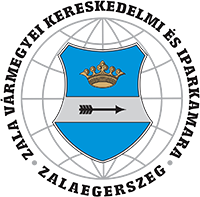 ZALA VÁRMEGYEI KERESKEDELMI ÉS IPARKAMARA
· ZALAEGERSZEG ·